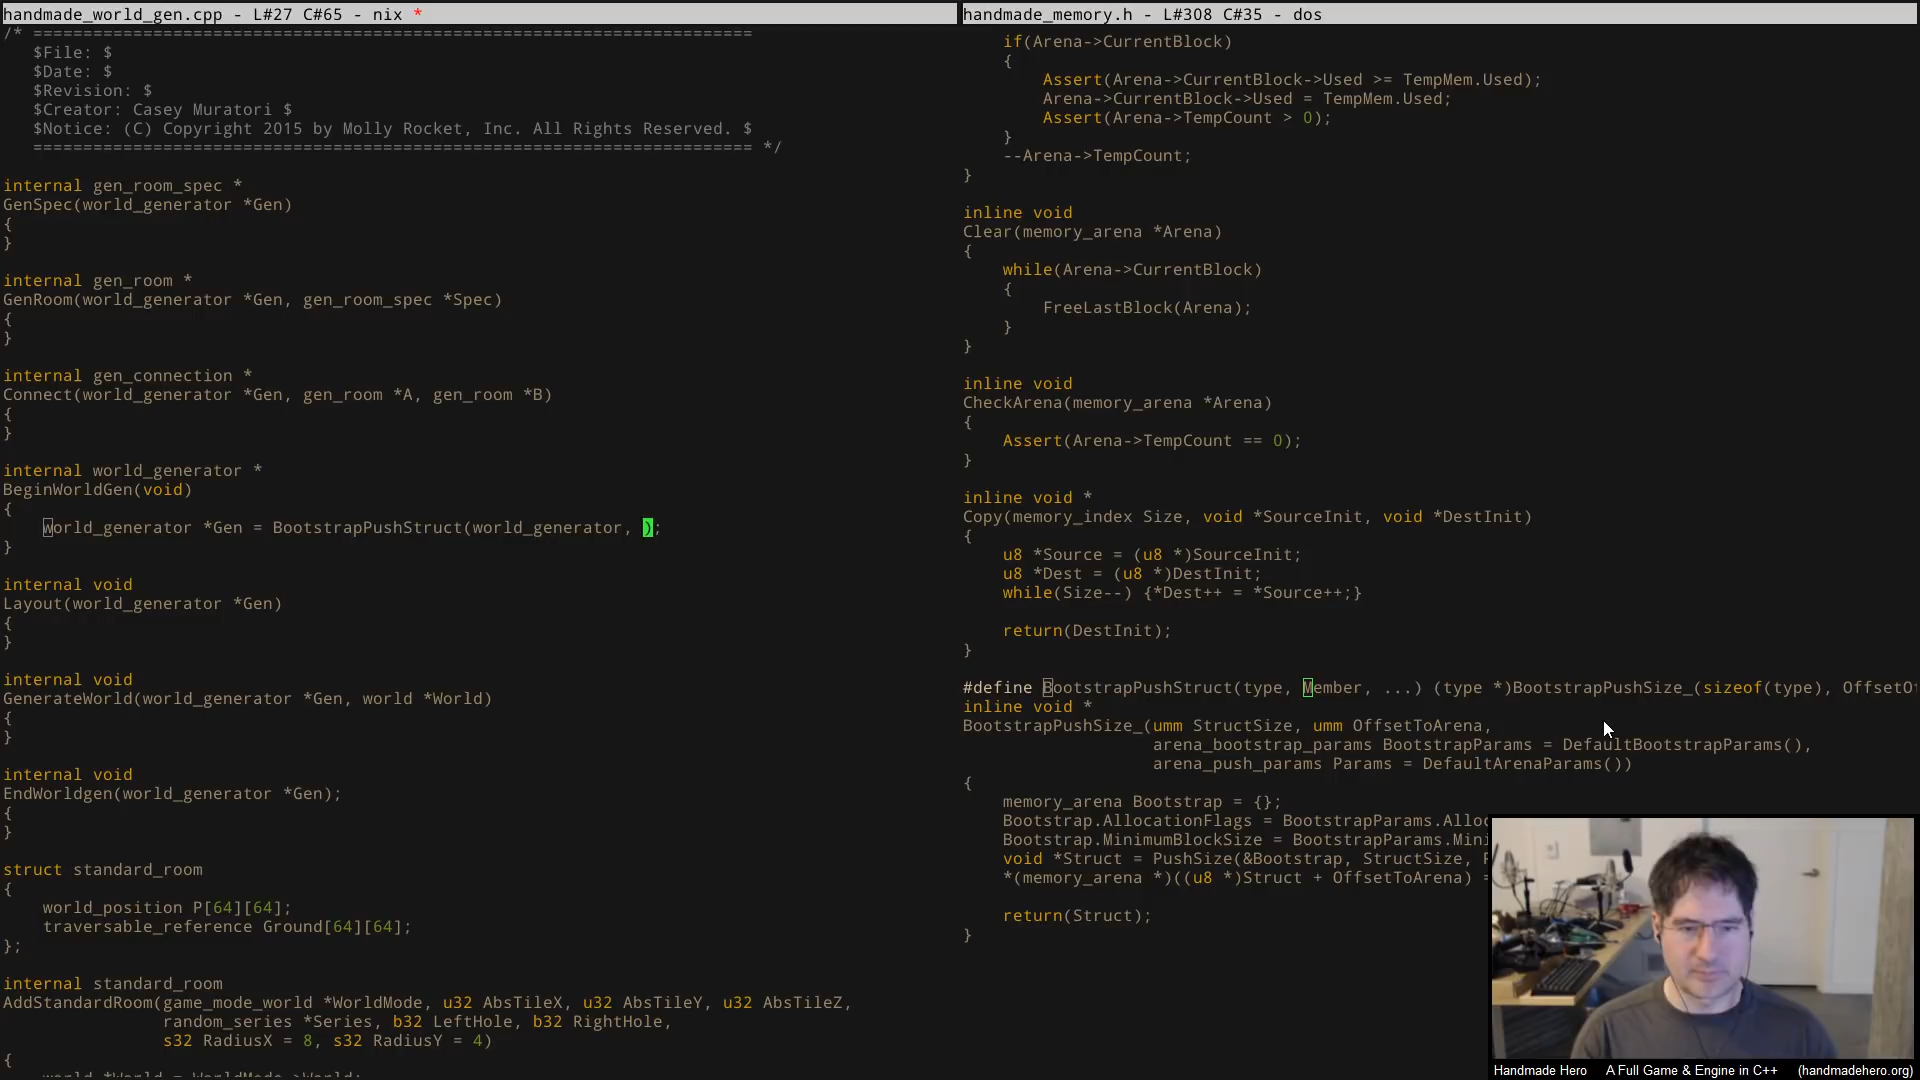 handmade_world_gen.cpp - L#27 C#65 - nix *
/* ========================================================================
   $File: $
   $Date: $
   $Revision: $
   $Creator: Casey Muratori $
   $Notice: (C) Copyright 2015 by Molly Rocket, Inc. All Rights Reserved. $
   ======================================================================== */

internal gen_room_spec *
GenSpec(world_generator *Gen)
{
}

internal gen_room *
GenRoom(world_generator *Gen, gen_room_spec *Spec)
{
}

internal gen_connection *
Connect(world_generator *Gen, gen_room *A, gen_room *B)
{
}

internal world_generator *
BeginWorldGen(void)
{
    world_generator *Gen = BootstrapPushStruct(world_generator, );
}

internal void
Layout(world_generator *Gen)
{
}

internal void
GenerateWorld(world_generator *Gen, world *World)
{
}

internal void
EndWorldgen(world_generator *Gen);
{
}

struct standard_room
{
    world_position P[64][64];
    traversable_reference Ground[64][64];
};

internal standard_room
AddStandardRoom(game_mode_world *WorldMode, u32 AbsTileX, u32 AbsTileY, u32 AbsTileZ,
                random_series *Series, b32 LeftHole, b32 RightHole,
                s32 RadiusX = 8, s32 RadiusY = 4)
{
    world *World = WorldMode->World;
handmade_memory.h - L#308 C#35 - dos
    if(Arena->CurrentBlock)
    {
        Assert(Arena->CurrentBlock->Used >= TempMem.Used);
        Arena->CurrentBlock->Used = TempMem.Used;
        Assert(Arena->TempCount > 0);
    }
    --Arena->TempCount;
}

inline void
Clear(memory_arena *Arena)
{
    while(Arena->CurrentBlock)
    {
        FreeLastBlock(Arena);
    }
}

inline void
CheckArena(memory_arena *Arena)
{
    Assert(Arena->TempCount == 0);
}

inline void *
Copy(memory_index Size, void *SourceInit, void *DestInit)
{
    u8 *Source = (u8 *)SourceInit;
    u8 *Dest = (u8 *)DestInit;
    while(Size--) {*Dest++ = *Source++;}

    return(DestInit);
}

#define BootstrapPushStruct(type, Member, ...) (type *)BootstrapPushSize_(sizeof(type), OffsetOf
inline void *
BootstrapPushSize_(umm StructSize, umm OffsetToArena,
                   arena_bootstrap_params BootstrapParams = DefaultBootstrapParams(),
                   arena_push_params Params = DefaultArenaParams())
{
    memory_arena Bootstrap = {};
    Bootstrap.AllocationFlags = BootstrapParams.Allo
    Bootstrap.MinimumBlockSize = BootstrapParams.Mini
    void *Struct = PushSize(&Bootstrap, StructSize, P
    *(memory_arena *)((u8 *)Struct + OffsetToArena) =

    return(Struct);
}
Handmade Hero    A Full Game & Engine in C++    (handmadehero.org)